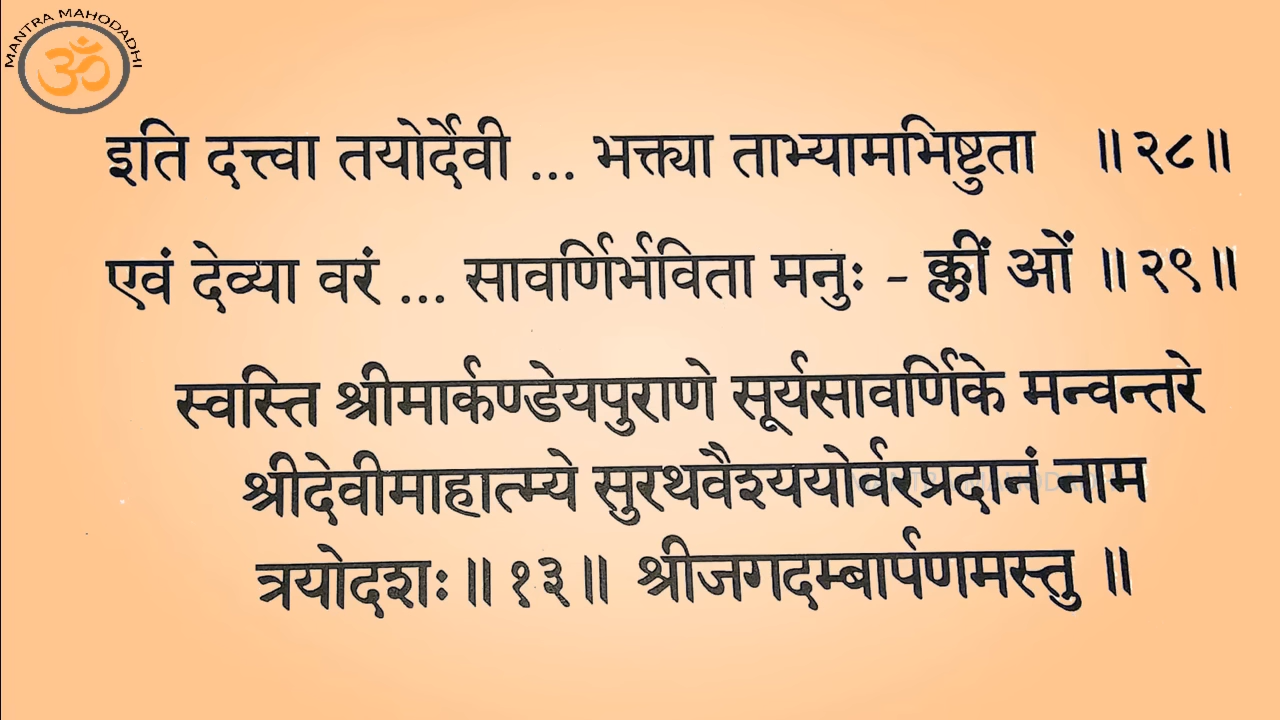 MANTRA MAHODADHI
ॐ
इति दत्त्वा तयोर्दैवी ... भक्त्या ताभ्यामभिष्टुता ॥२८॥
एवं देव्या वरं ... सावर्णिर्भविता मनुः - क्लीं ओं ॥२९॥
स्वस्ति श्रीमार्कण्डेयपुराणे सूर्यसावर्णिके मन्वन्तरे
श्रीदेवीमाहात्म्ये सुरथवैश्ययोर्वरप्रदानं नाम
त्रयोदशः॥१३॥ श्रीजगदम्बार्पणमस्तु ॥